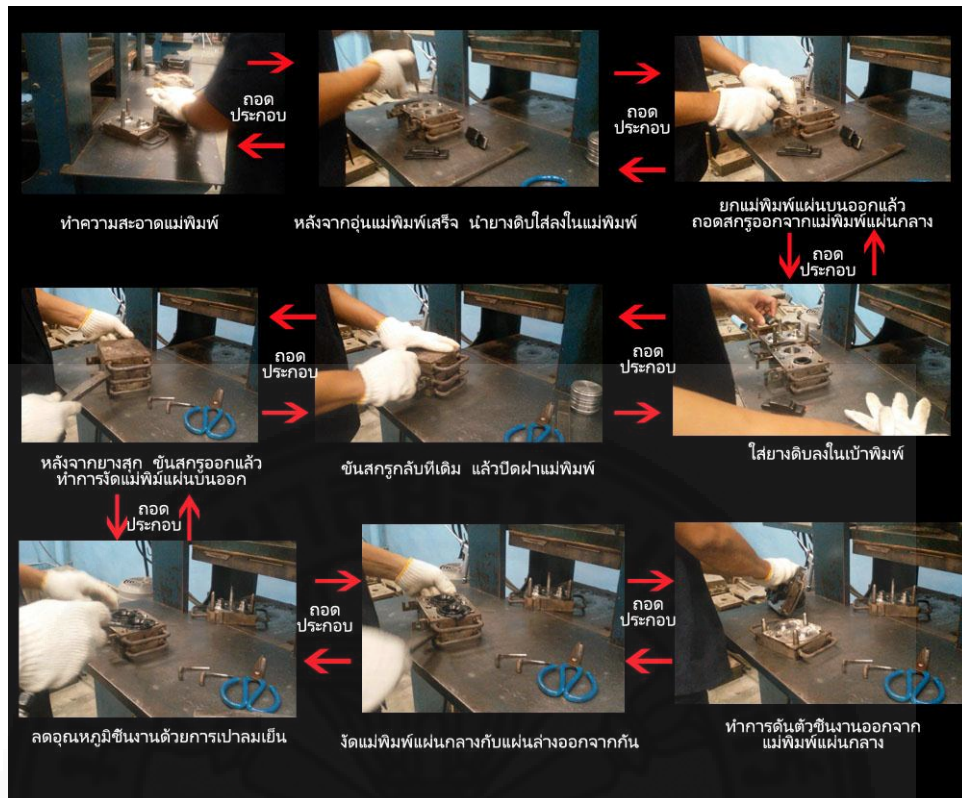 ถอด
ประกอบ
ถอด
ประกอบ
ทำความสะอาดแม่พิมพ์
หลังจากอุ่นแม่พิมพ์เสร็จ นำยางดิบใส่ลงในแม่พิมพ์
ยกแม่พิมพ์แผ่นบนออกแล้ว
ถอดสกรูออกจากแม่พิมพ์แผ่นกลาง
ถอด
ประกอบ
ถอด
ประกอบ
ถอด
ประกอบ
หลังจากยางสุก ขันสกรูออกแล้ว
ทำการงัดแม่พิม์แผ่นบนออก
ขันสกรูกลับที่เดิม แล้วปิดฝาแม่พิมพ์
ใส่ยางดิบลงในเบ้าพิมพ์
ถอด
ประกอบ
ถอด
ประกอบ
ถอด
ประกอบ
ลดอุณหภูมิชิ้นงานด้วยการเป่าลมเย็น
งัดแม่พิมพ์แผ่นกลางกับแผ่นล่างออกจากกัน
ทำการดันตัวชิ้นงานออกจาก
แม่พิมพ์แผ่นกลาง